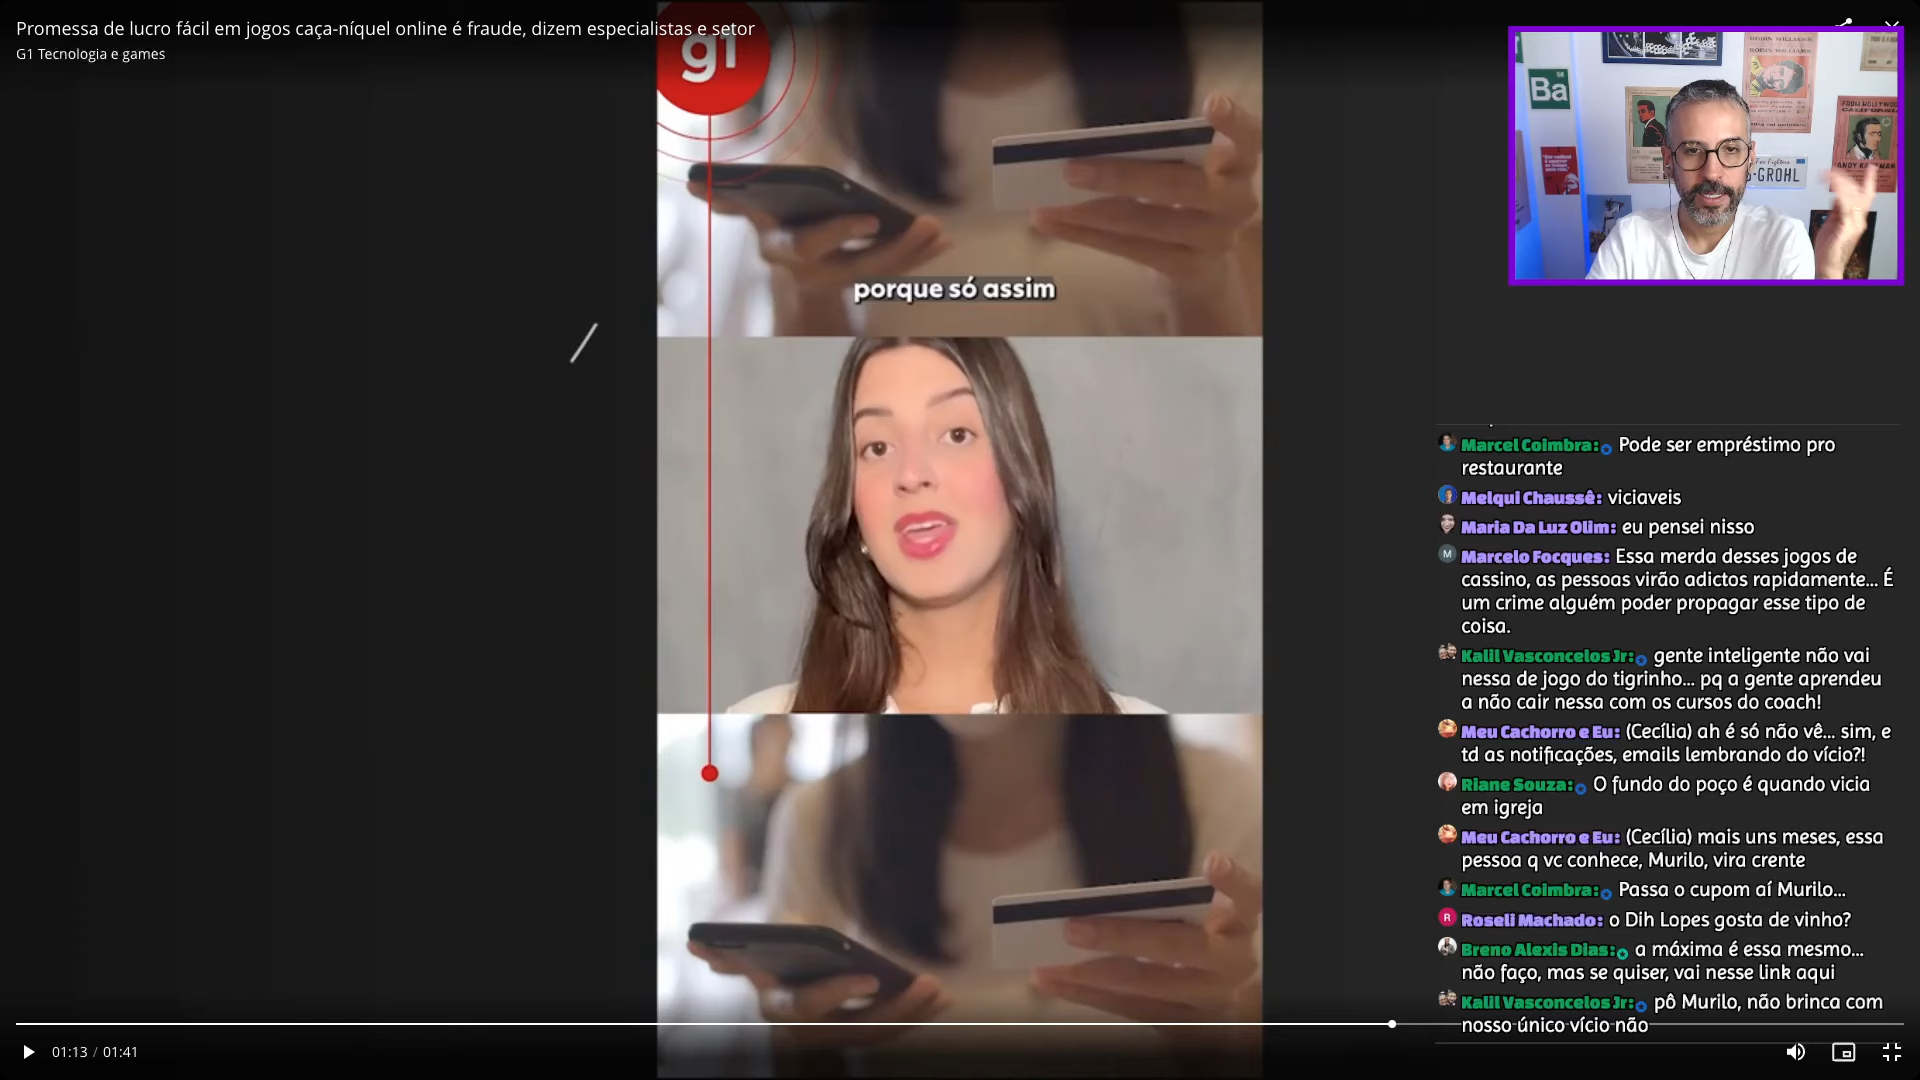 Promessa de lucro fácil em jogos caça-níquel online é fraude, dizem especialistas e setor
G1 Tecnologia e games
g1
porque só assim
Ba
ROBIN WILLIAMS
FROM HOLLYWOOD
CALIFORNIA
Foo Fighters
-GROHL
Marcel Coimbra: Pode ser empréstimo pro
restaurante
Melqui Chaussê: viciaveis
Maria Da Luz Olim: eu pensei nisso
M
Marcelo Focques: Essa merda desses jogos de
cassino, as pessoas virão adictos rapidamente... É
um crime alguém poder propagar esse tipo de
coisa.
Kalil Vasconcelos Jr: gente inteligente não vai
nessa de jogo do tigrinho... pq a gente aprendeu
a não cair nessa com os cursos do coach!
Meu Cachorro e Eu: (Cecília) ah é só não vê... sim, e
td as notificações, emails lembrando do vício?!
Riane Souza: O fundo do poço é quando vicia
em igreja
Meu Cachorro e Eu: (Cecília) mais uns meses, essa
pessoa q vc conhece, Murilo, vira crente
Marcel Coimbra: Passa o cupom aí Murilo...
R
Roseli Machado: o Dih Lopes gosta de vinho?
Breno Alexis Dias: a máxima é essa mesmo...
não faço, mas se quiser, vai nesse link aqui
Kalil Vasconcelos Jr: pô Murilo, não brinca com
nosso único vício não
01:13 / 01:41